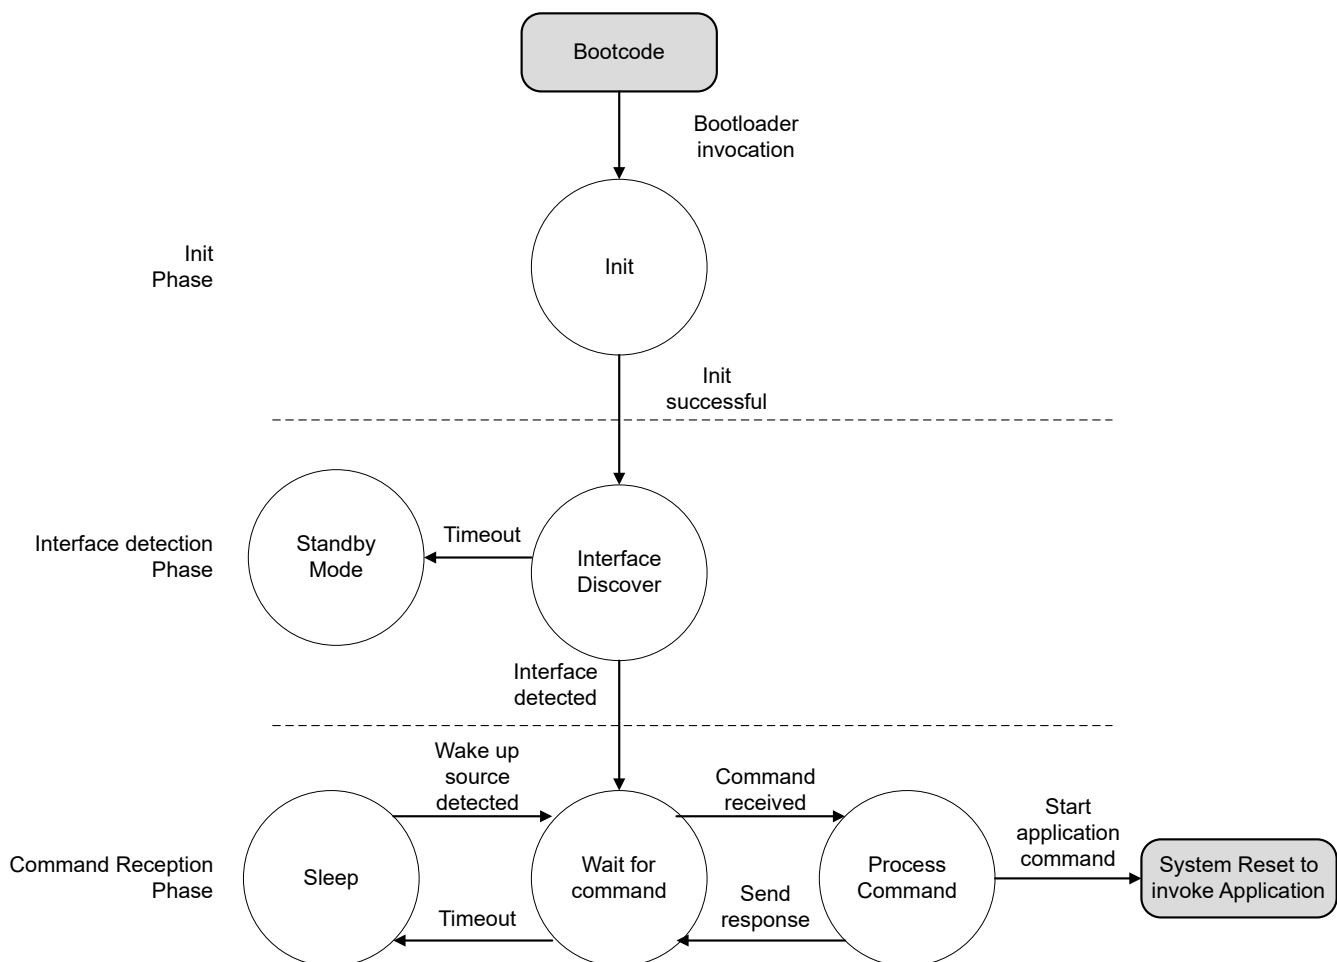 Bootcode
Bootloader
invocation
Init
Phase
Init
Init
successful
Interface detection
Phase
Standby
Mode
Timeout
Interface
Discover
Interface
detected
Wake up
source
detected
Command
received
Start
application
command
Command Reception
Phase
Sleep
Wait for
command
Process
Command
System Reset to
invoke Application
Timeout
Send
response